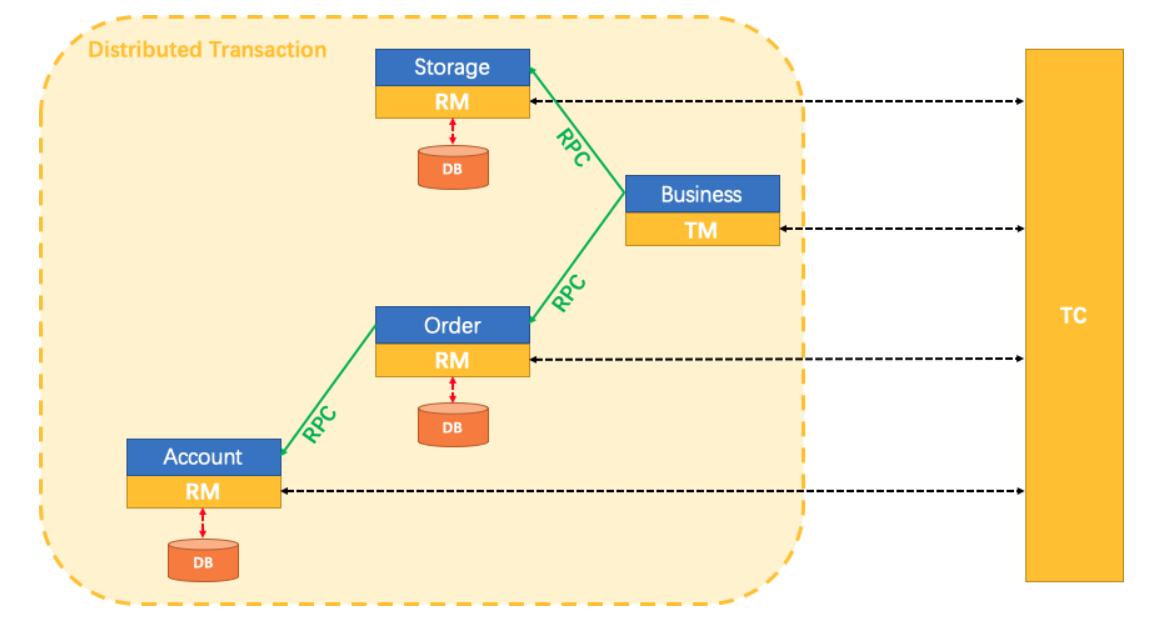 Distributed Transaction
Storage
RM
DB
RPC
Business
TM
RPC
Order
RM
DB
RPC
Account
RM
DB
TC